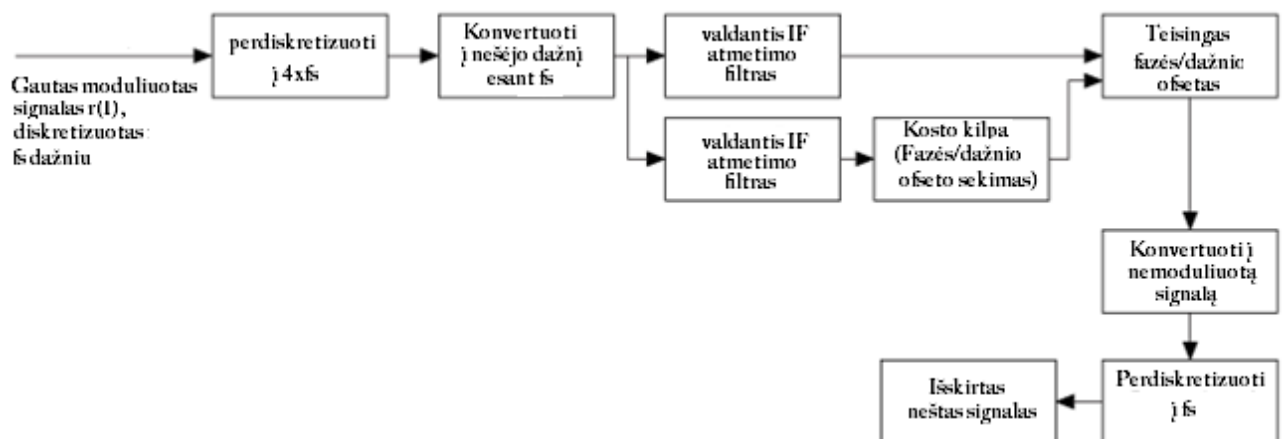 perdiskretizuoti
į 4xfs
Konvertuoti
į nešėjo dažnį
esant fs
valdantis IF
atmetimo
filtras
Teisingas
fazės/dažnio
ofsetas
Gautas moduliuotas
signalas r(l),
diskretizuotas
fs dažniu
valdantis IF
atmetimo
filtras
Kosto kilpa
(Fazės/dažnio
ofseto sekimas)
Konvertuoti į
nemoduliuotą
signalą
Išskirtas
neštas signalas
Perdiskretizuoti
į fs